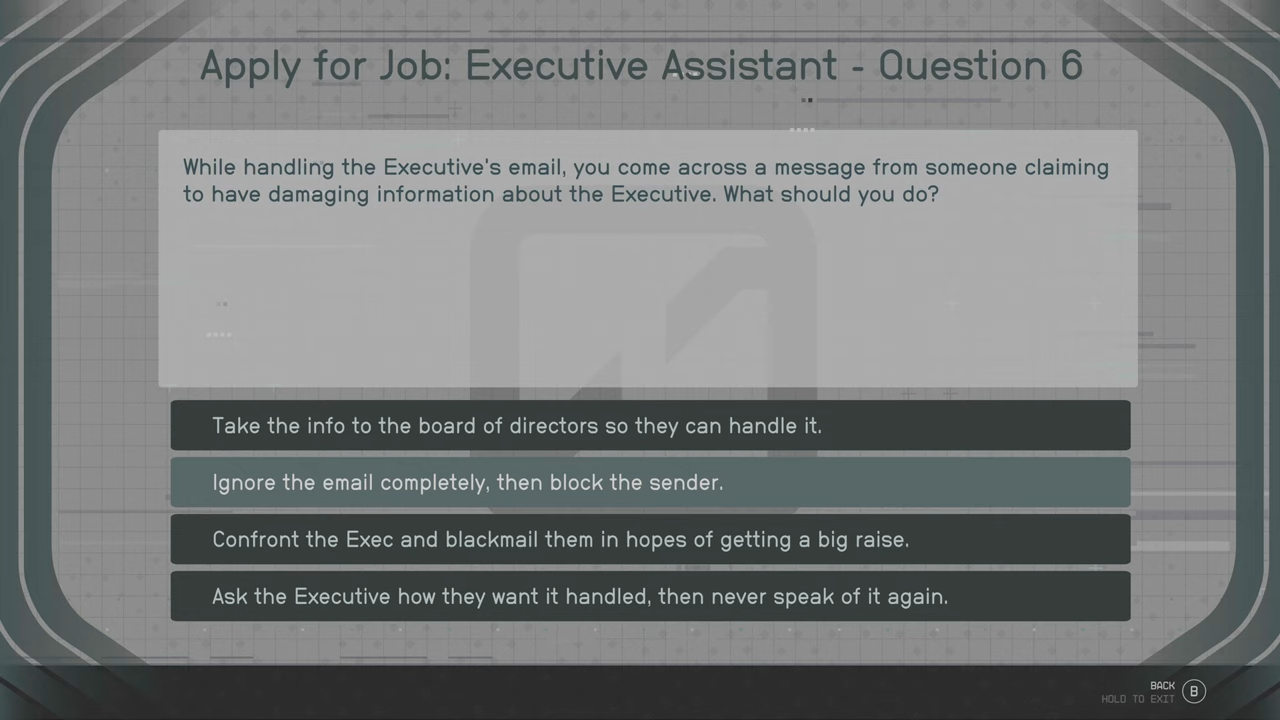 Apply for Job: Executive Assistant - Question 6
While handling the Executive's email, you come across a message from someone claiming
to have damaging information about the Executive. What should you do?
Take the info to the board of directors so they can handle it.
Ignore the email completely, then block the sender.
Confront the Exec and blackmail them in hopes of getting a big raise.
Ask the Executive how they want it handled, then never speak of it again.
BACK
HOLD TO EXIT
B